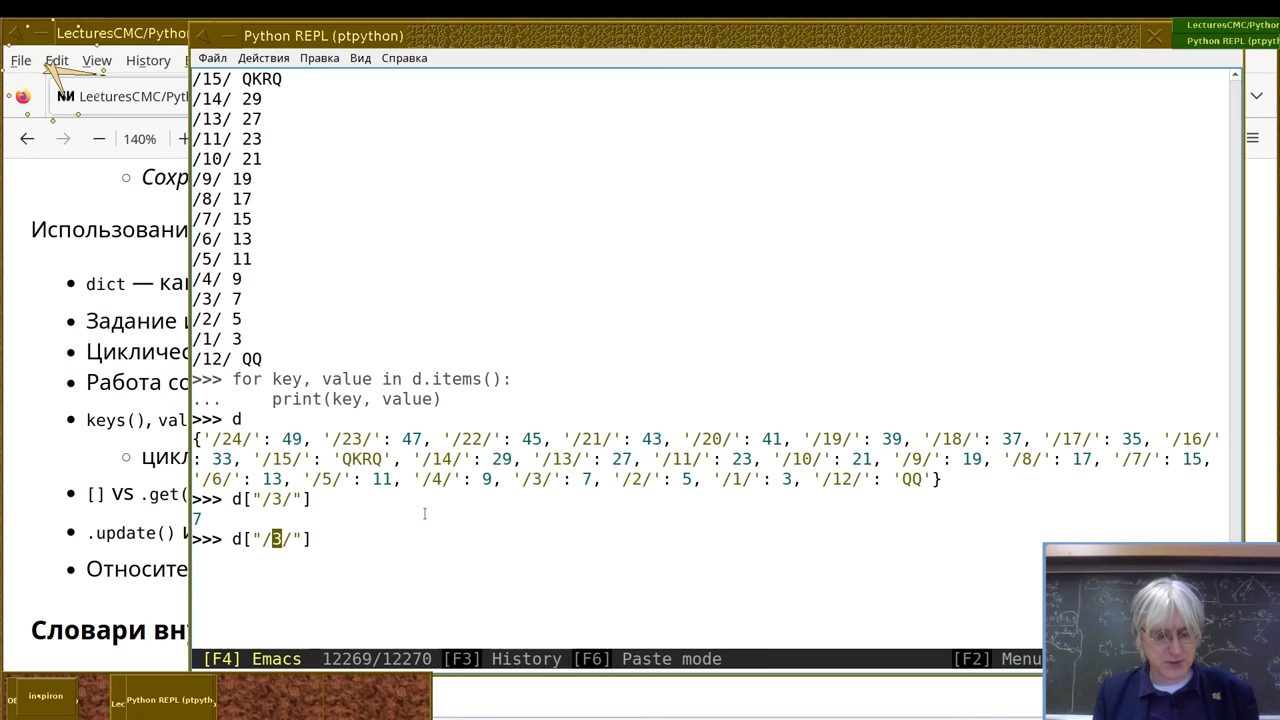 LecturesCMC/Pytho
Python REPL (ptpython)
LecturesCMC/Pytho
Python REPL (ptpyt
File Edit View History
Файл Действия Правка Вид Справка
LecturesCMC/Pyth
140%
/15/ QKRQ
/14/ 29
/13/ 27
/11/ 23
/10/ 21
/9/ 19
/8/ 17
/7/ 15
/6/ 13
/5/ 11
/4/ 9
/3/ 7
/2/ 5
/1/ 3
/12/ QQ
>>> for key, value in d.items():
...     print(key, value)
>>> d
{'/24/': 49, '/23/': 47, '/22/': 45, '/21/': 43, '/20/': 41, '/19/': 39, '/18/': 37, '/17/': 35, '/16/'
: 33, '/15/': 'QKRQ', '/14/': 29, '/13/': 27, '/11/': 23, '/10/': 21, '/9/': 19, '/8/': 17, '/7/': 15,
'/6/': 13, '/5/': 11, '/4/': 9, '/3/': 7, '/2/': 5, '/1/': 3, '/12/': 'QQ'}
>>> d["/3/"]
7
>>> d["/3/"]
[F4] Emacs 12269/12270 [F3] History [F6] Paste mode [F2] Menu
Сохр
Использовани
dict — ка
Задание и
Цикличес
Работа со
keys(), val
цикл
[] vs .get(
.update() и
Относите
Словари вну
inspiron
Lec Python REPL (ptpyth